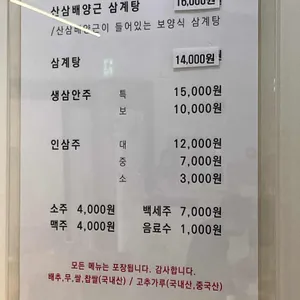 산삼배양근 삼계탕 16,000원
/산삼배양근이 들어있는 보양식 삼계탕
삼계탕 14,000원
생삼안주 특 15,000원
보 10,000원
인삼주 대 12,000원
중 7,000원
소 3,000원
소주 4,000원 백세주 7,000원
맥주 4,000원 음료수 1,000원
모든 메뉴는 포장됩니다. 감사합니다.
배추,무,쌀,찹쌀(국내산) / 고추가루(국내산,중국산)